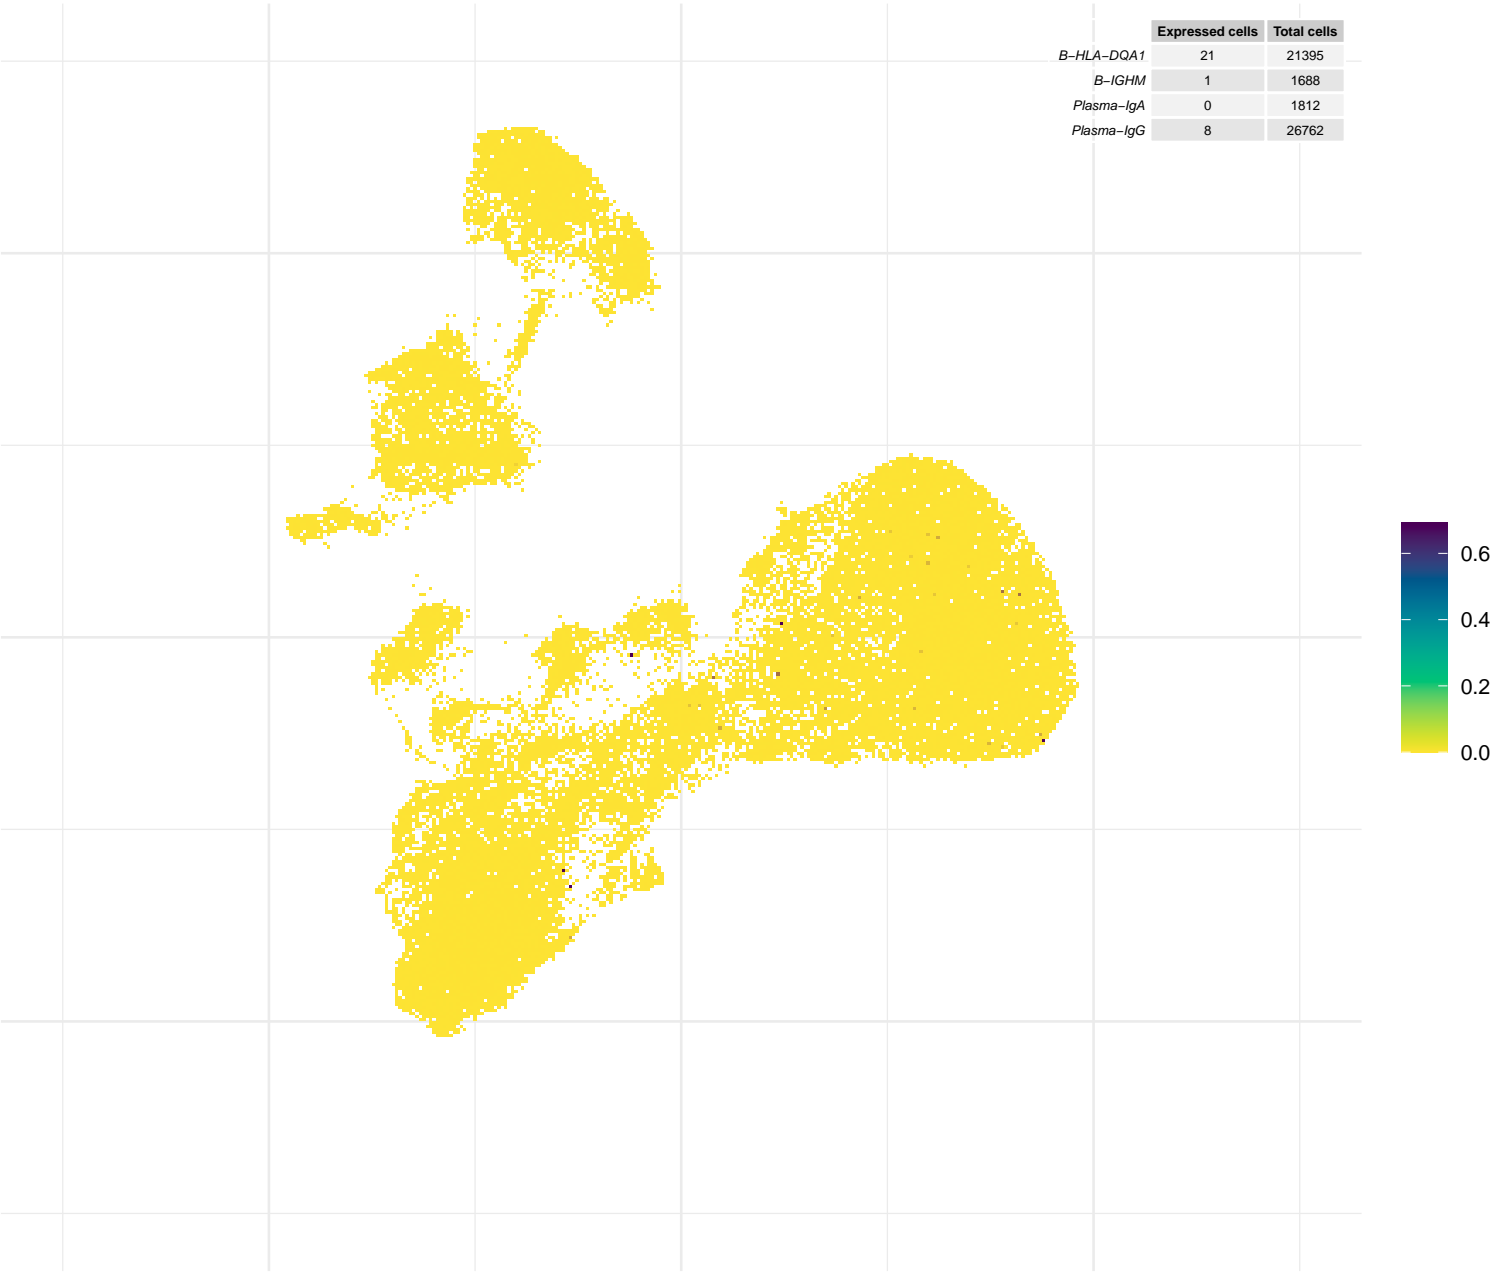 Expressed cells Total cells
B−HLA−DQA1 21 21395
B−IGHM 1 1688
Plasma−IgA 0 1812
Plasma−IgG 8 26762
0.6
0.4
0.2
0.0